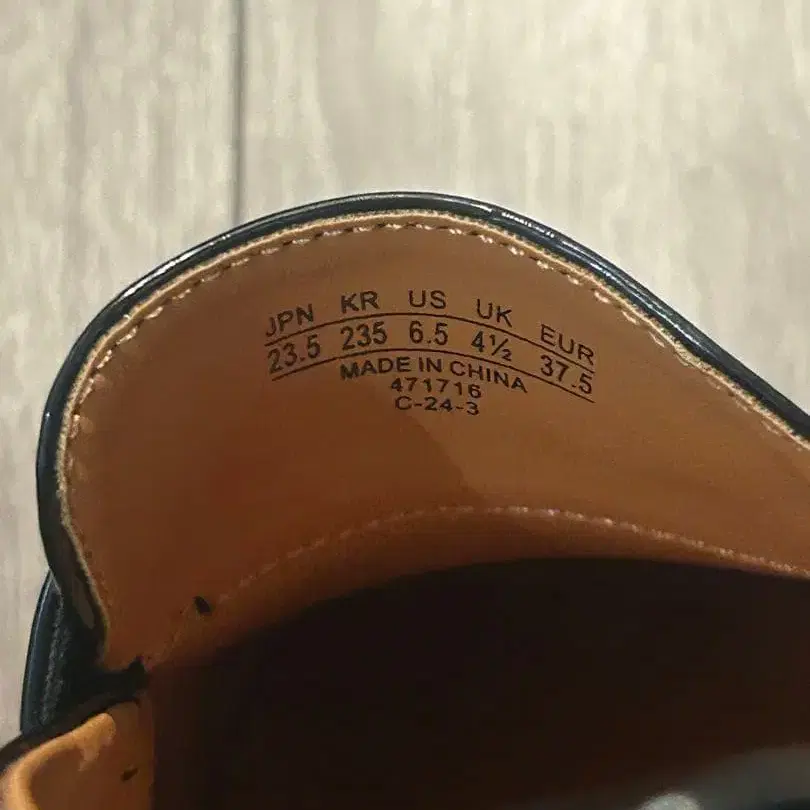 JPN KR US UK EUR
23.5 235 6.5 4½ 37.5
MADE IN CHINA
471716
C-24-3